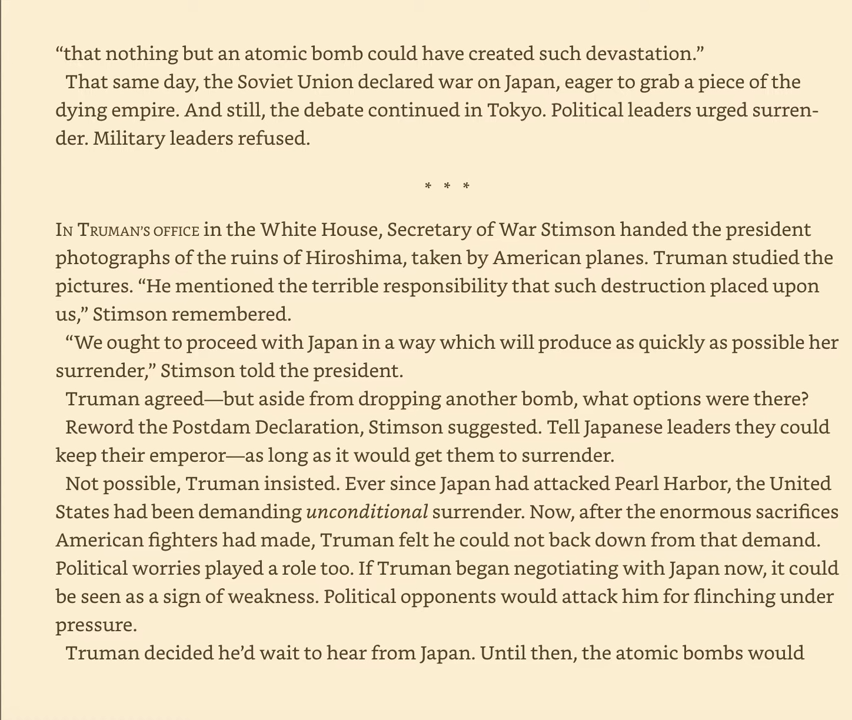 “that nothing but an atomic bomb could have created such devastation.”
That same day, the Soviet Union declared war on Japan, eager to grab a piece of the
dying empire. And still, the debate continued in Tokyo. Political leaders urged surren-
der. Military leaders refused.
* * *
IN TRUMAN’S OFFICE in the White House, Secretary of War Stimson handed the president
photographs of the ruins of Hiroshima, taken by American planes. Truman studied the
pictures. “He mentioned the terrible responsibility that such destruction placed upon
us,” Stimson remembered.
“We ought to proceed with Japan in a way which will produce as quickly as possible her
surrender,” Stimson told the president.
Truman agreed—but aside from dropping another bomb, what options were there?
Reword the Postdam Declaration, Stimson suggested. Tell Japanese leaders they could
keep their emperor—as long as it would get them to surrender.
Not possible, Truman insisted. Ever since Japan had attacked Pearl Harbor, the United
States had been demanding unconditional surrender. Now, after the enormous sacrifices
American fighters had made, Truman felt he could not back down from that demand.
Political worries played a role too. If Truman began negotiating with Japan now, it could
be seen as a sign of weakness. Political opponents would attack him for flinching under
pressure.
Truman decided he’d wait to hear from Japan. Until then, the atomic bombs would